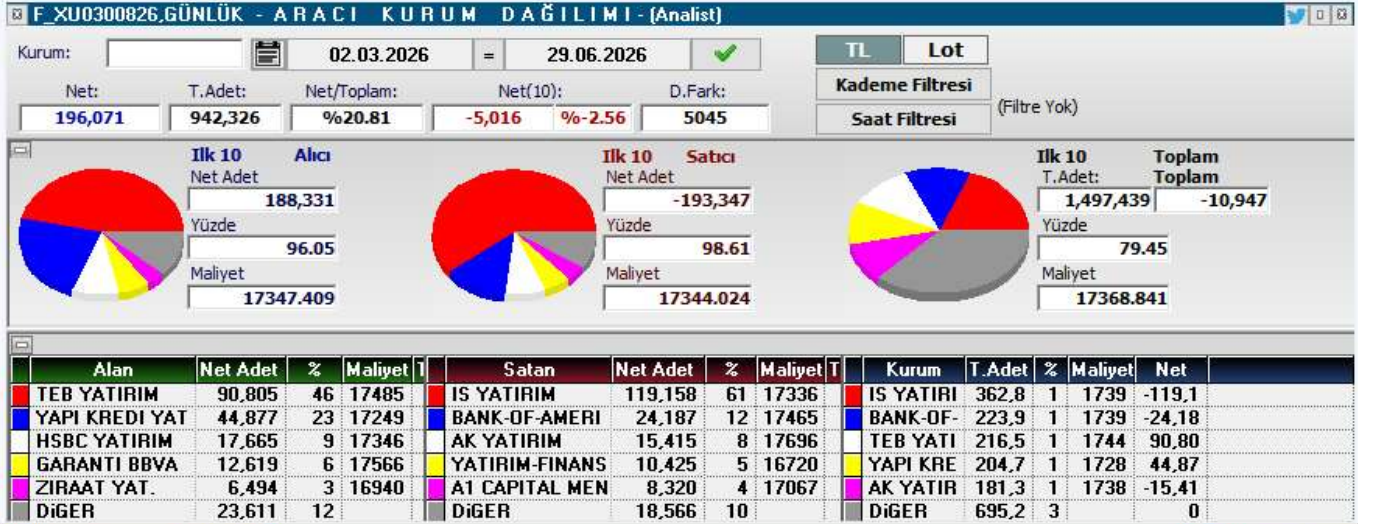 F_XU0300826,GÜNLÜK - ARACI KURUM DAĞILIMI - (Analist)
Kurum: 02.03.2026 = 29.06.2026 TL Lot
Kademe Filtresi
Net: T.Adet: Net/Toplam: Net(10): D.Fark:
(Filtre Yok)
196,071 942,326 %20.81 -5,016 %-2.56 5045 Saat Filtresi
Ilk 10 Alıcı Ilk 10 Satıcı Ilk 10 Toplam
Net Adet Net Adet T.Adet: Toplam
188,331 -193,347 1,497,439 -10,947
Yüzde Yüzde Yüzde
96.05 98.61 79.45
Maliyet Maliyet Maliyet
17347.409 17344.024 17368.841
Alan Net Adet % Maliyet T Satan Net Adet % Maliyet T Kurum T.Adet % Maliyet Net
TEB YATIRIM 90,805 46 17485 IS YATIRIM 119,158 61 17336 IS YATIRI 362,8 1 1739 -119,1
YAPI KREDI YAT 44,877 23 17249 BANK-OF-AMERI 24,187 12 17465 BANK-OF- 223,9 1 1739 -24,18
HSBC YATIRIM 17,665 9 17346 AK YATIRIM 15,415 8 17696 TEB YATI 216,5 1 1744 90,80
GARANTI BBVA 12,619 6 17566 YATIRIM-FINANS 10,425 5 16720 YAPI KRE 204,7 1 1728 44,87
ZIRAAT YAT. 6,494 3 16940 A1 CAPITAL MEN 8,320 4 17067 AK YATIR 181,3 1 1738 -15,41
DiGER 23,611 12 DiGER 18,566 10 DiGER 695,2 3 0